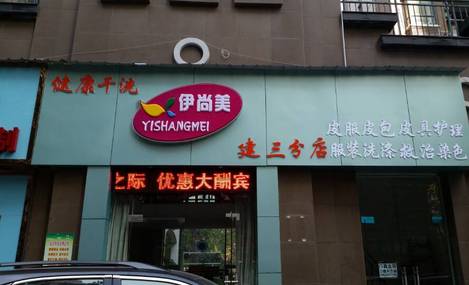 健康干洗
伊尚美
YISHANGMEI
建三分店
皮服皮包皮具护理
服装洗涤救治染色
之际 优惠大酬宾